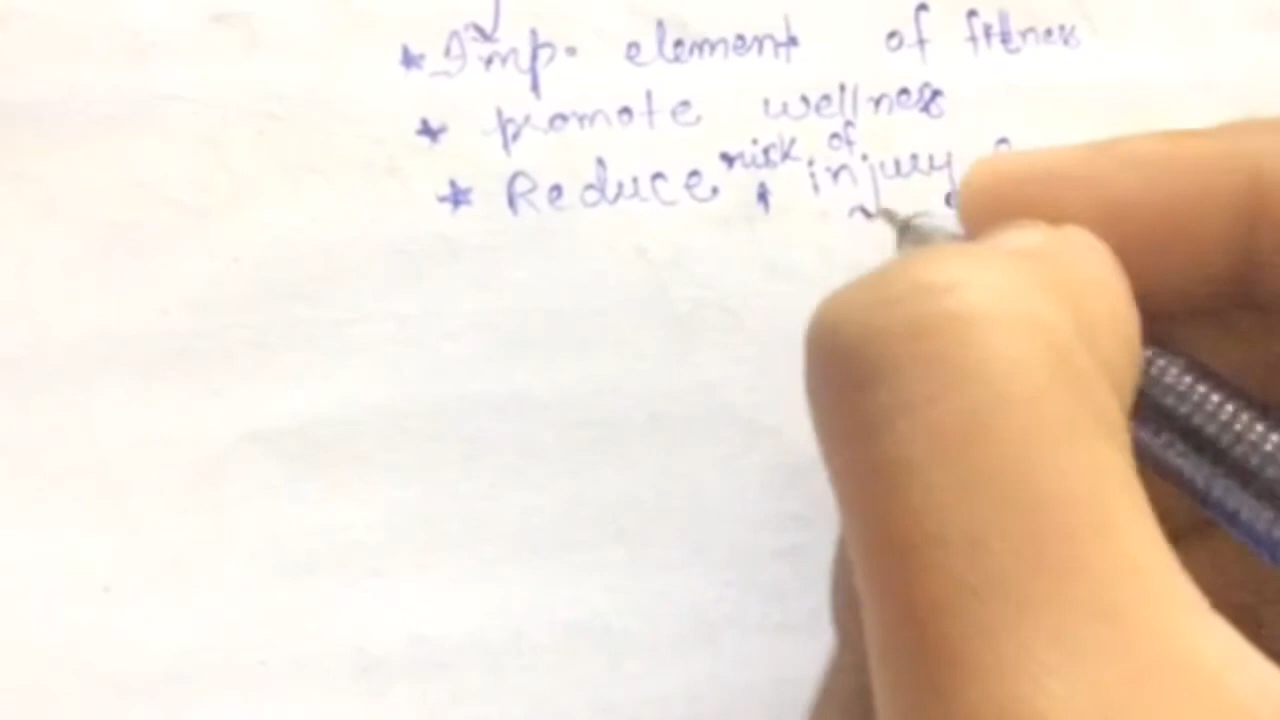 * Imp. element of fitness
* promote wellness
* Reduce risk of injury